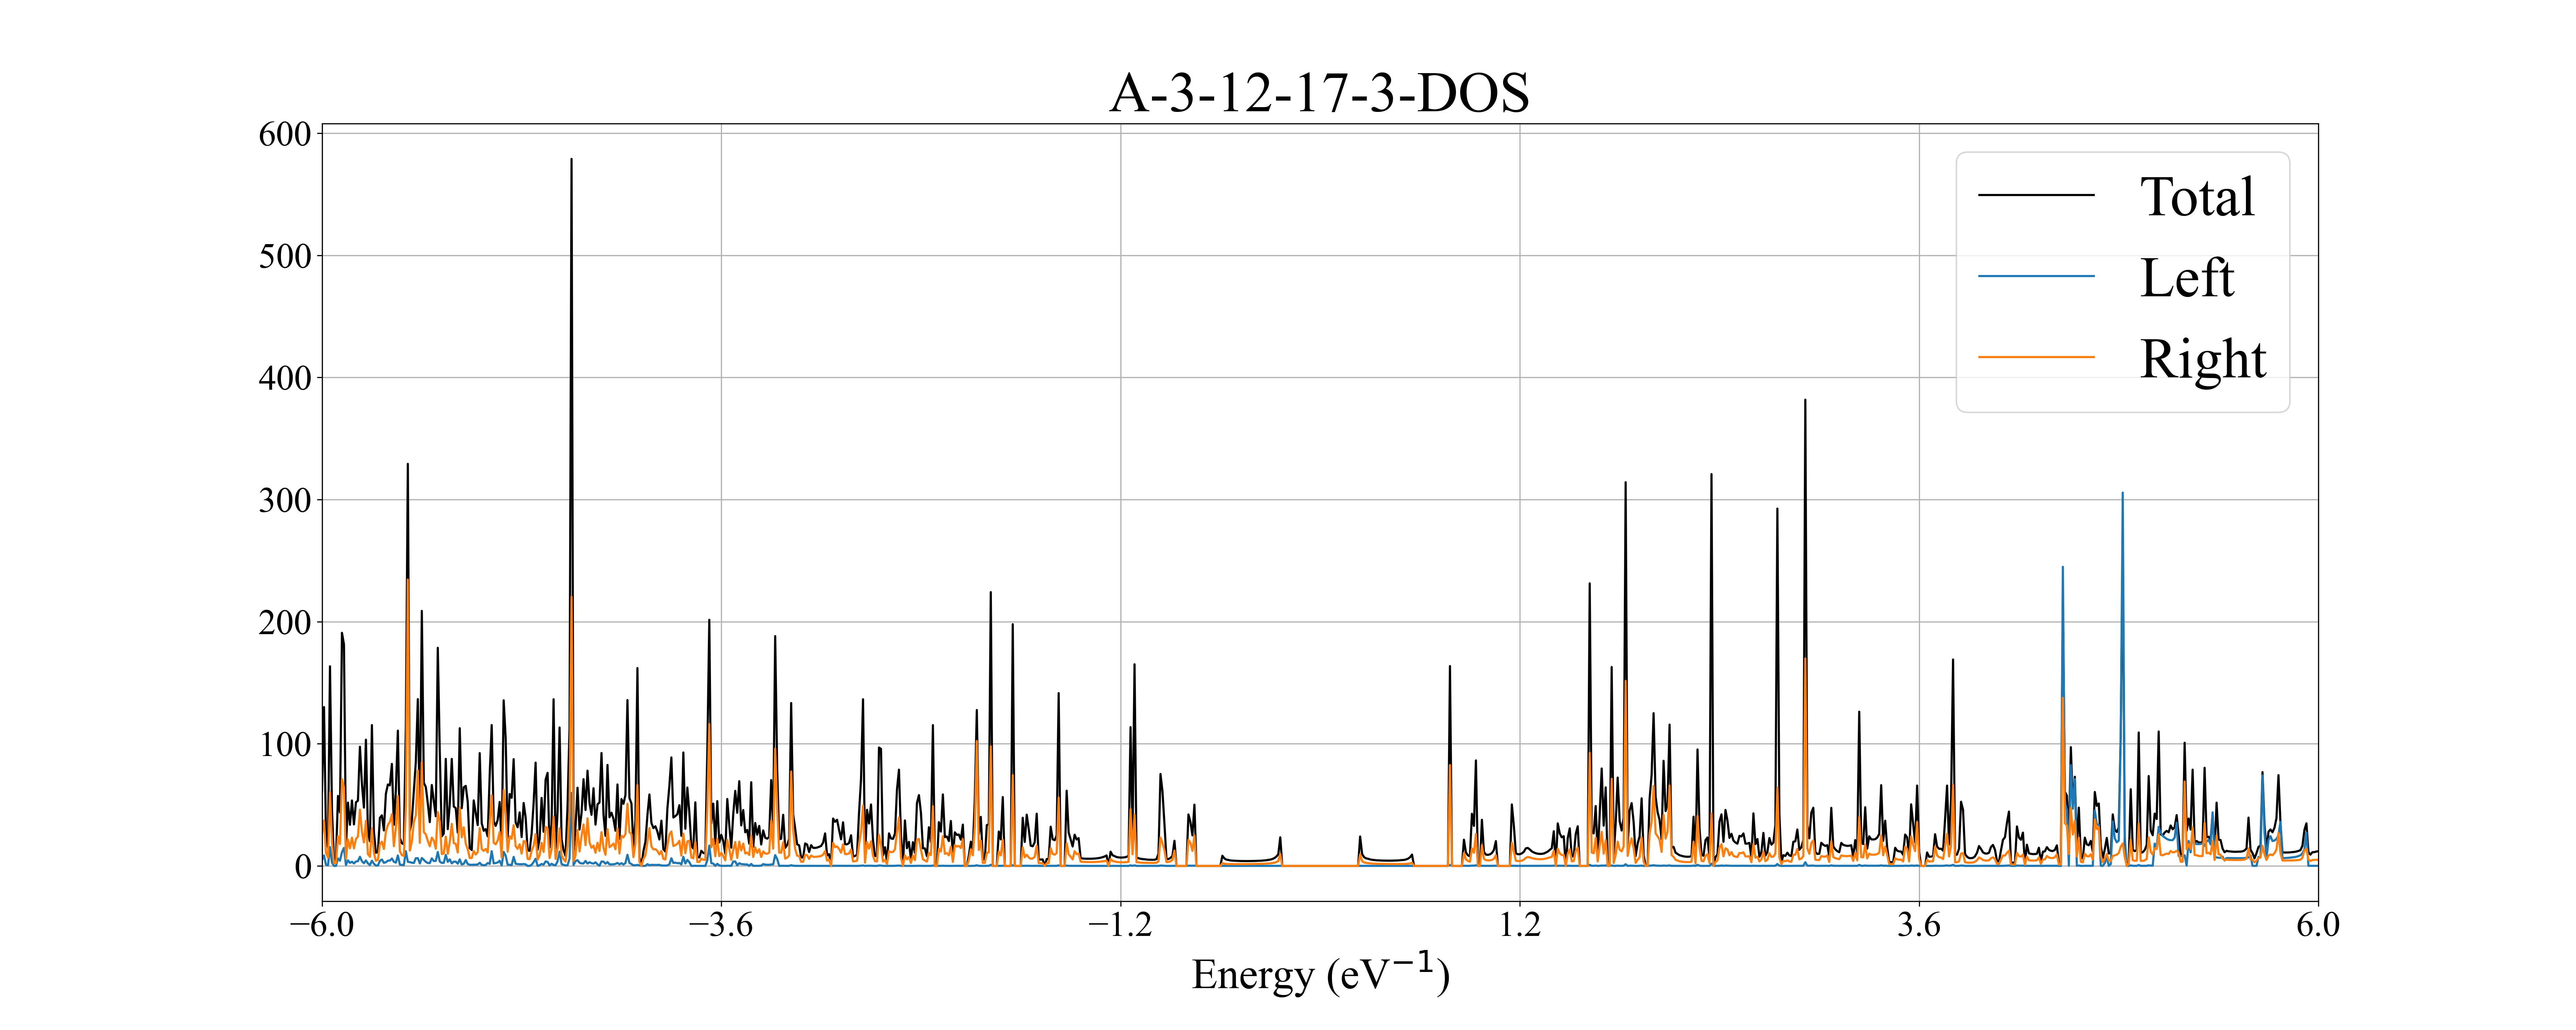 A-3-12-17-3-DOS
600
500
400
300
200
100
0
Total
Left
Right
−6.0 −3.6 −1.2 1.2 3.6 6.0
Energy (eV⁻¹)